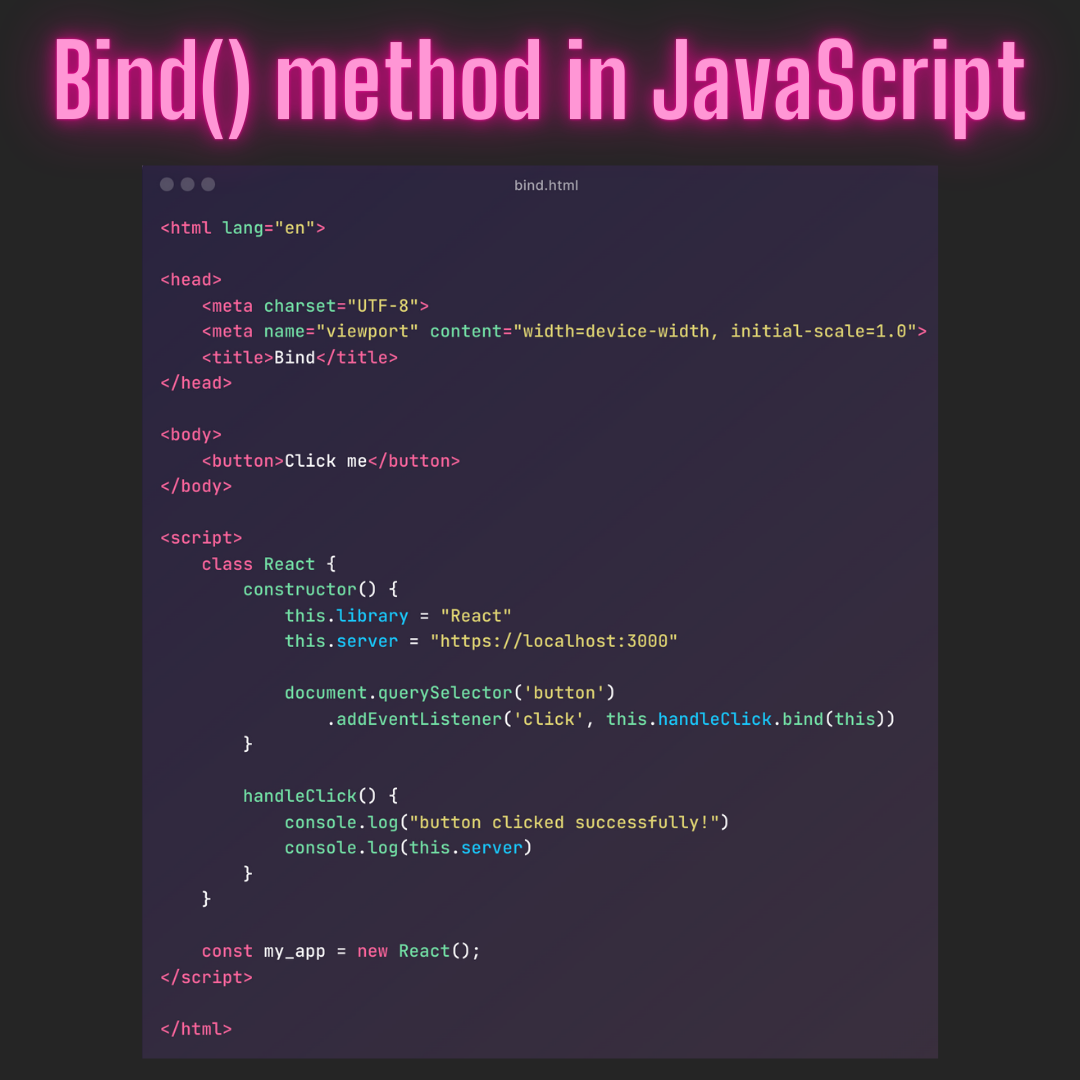 Bind() method in JavaScript
bind.html
<html lang="en">
<head>
    <meta charset="UTF-8">
    <meta name="viewport" content="width=device-width, initial-scale=1.0">
    <title>Bind</title>
</head>
<body>
    <button>Click me</button>
</body>
<script>
    class React {
        constructor() {
            this.library = "React"
            this.server = "https://localhost:3000"
            document.querySelector('button')
                .addEventListener('click', this.handleClick.bind(this))
        }
        handleClick() {
            console.log("button clicked successfully!")
            console.log(this.server)
        }
    }
    const my_app = new React();
</script>
</html>